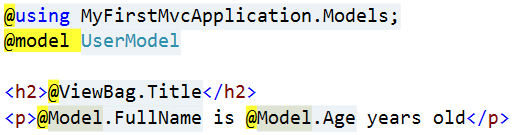 @using MyFirstMvcApplication.Models;
@model UserModel
<h2>@ViewBag.Title</h2>
<p>@Model.FullName is @Model.Age years old</p>